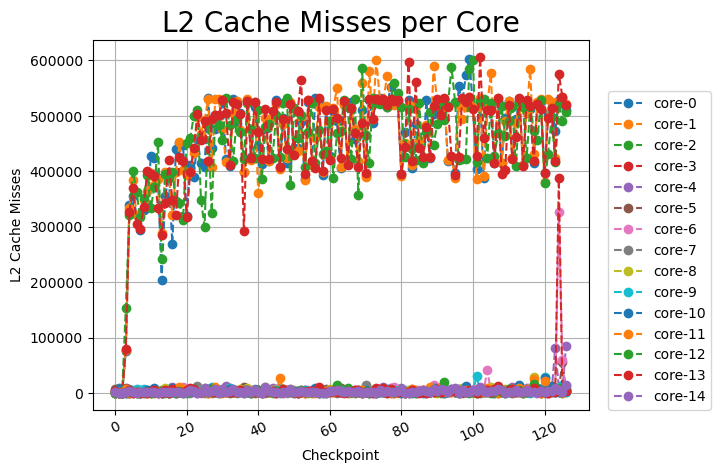 L2 Cache Misses per Core
600000
500000
400000
300000
200000
100000
0
L2 Cache Misses
0
20
40
60
80
100
120
Checkpoint
core-0
core-1
core-2
core-3
core-4
core-5
core-6
core-7
core-8
core-9
core-10
core-11
core-12
core-13
core-14